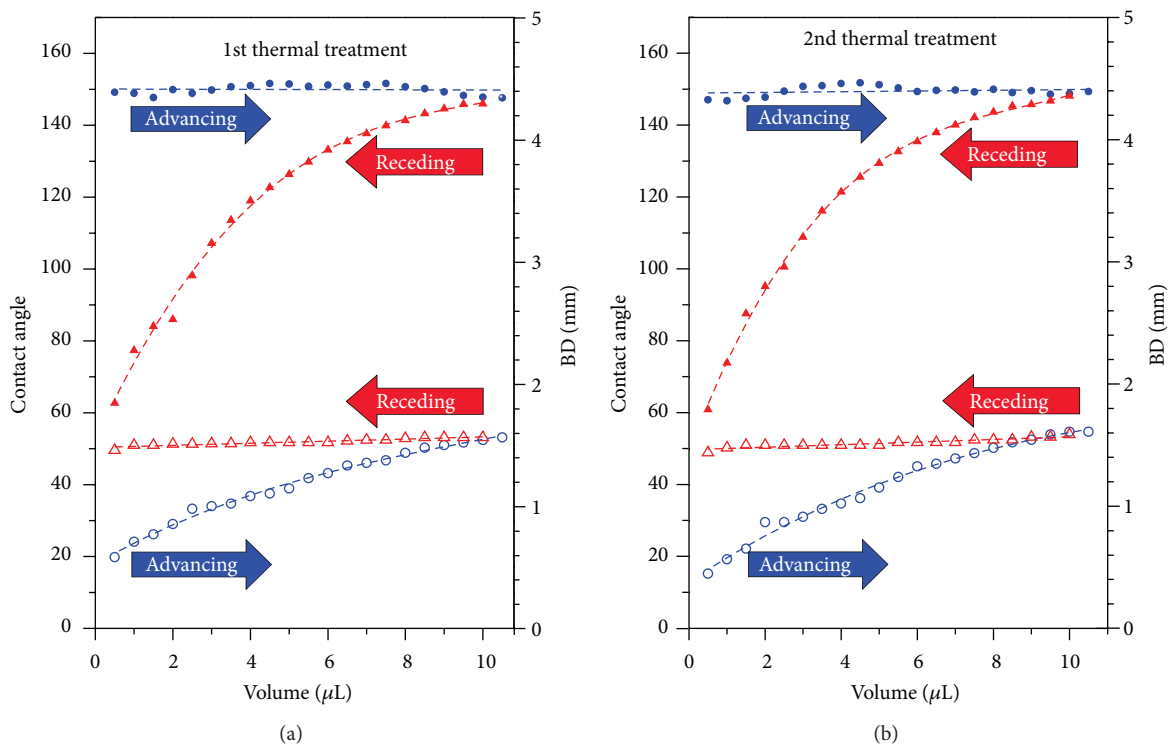 1st thermal treatment
160
140
120
100
80
60
40
20
0
Contact angle
5
4
3
2
1
0
BD (mm)
Advancing
Receding
Receding
Advancing
0 2 4 6 8 10
Volume (μL)
(a)
2nd thermal treatment
160
140
120
100
80
60
40
20
0
Contact angle
5
4
3
2
1
0
BD (mm)
Advancing
Receding
Receding
Advancing
0 2 4 6 8 10
Volume (μL)
(b)